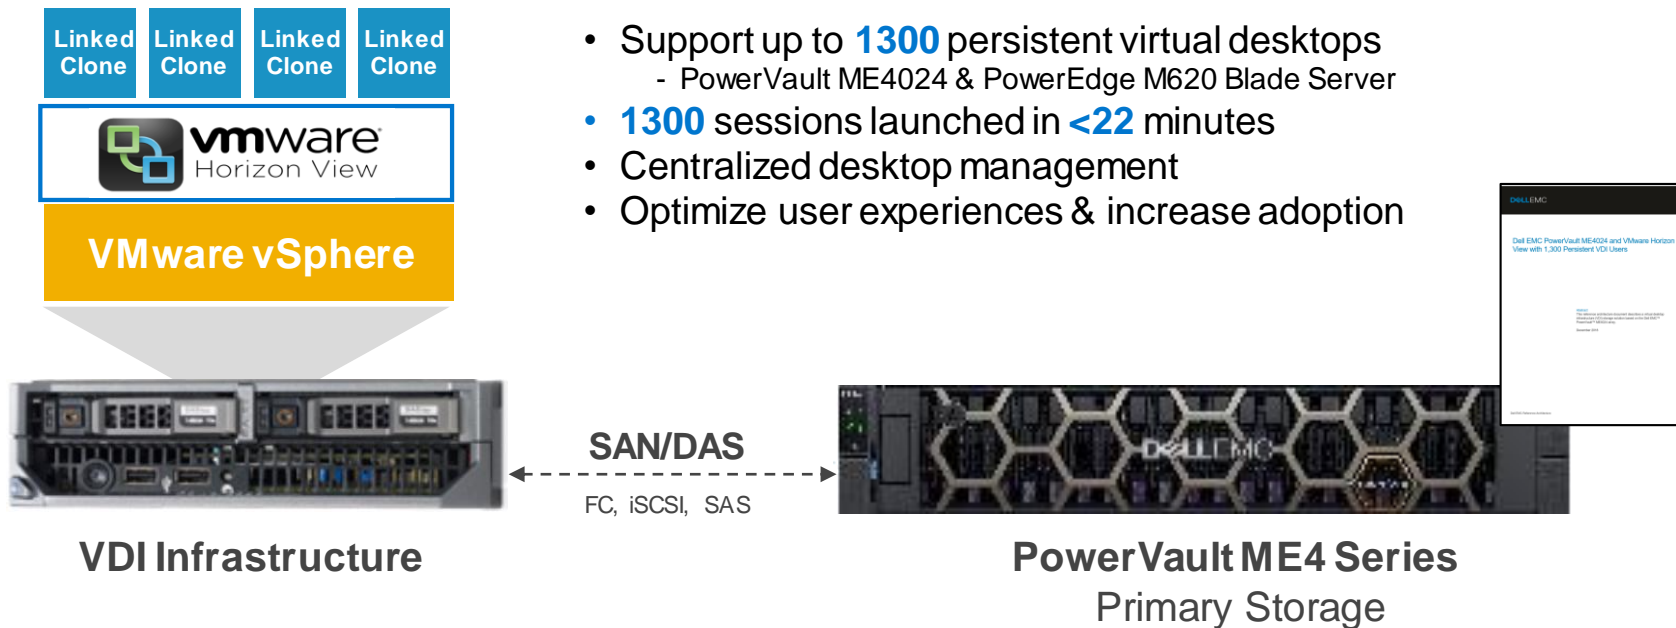 Linked Clone
Linked Clone
Linked Clone
Linked Clone
vmware
Horizon View
VMware vSphere
• Support up to 1300 persistent virtual desktops
- PowerVault ME4024 & PowerEdge M620 Blade Server
• 1300 sessions launched in <22 minutes
• Centralized desktop management
• Optimize user experiences & increase adoption
DELLEMC
Dell EMC PowerVault ME4024 and VMware Horizon
View with 1,300 Persistent VDI Users
SAN/DAS
FC, iSCSI, SAS
DELLEMC
VDI Infrastructure
PowerVault ME4 Series
Primary Storage